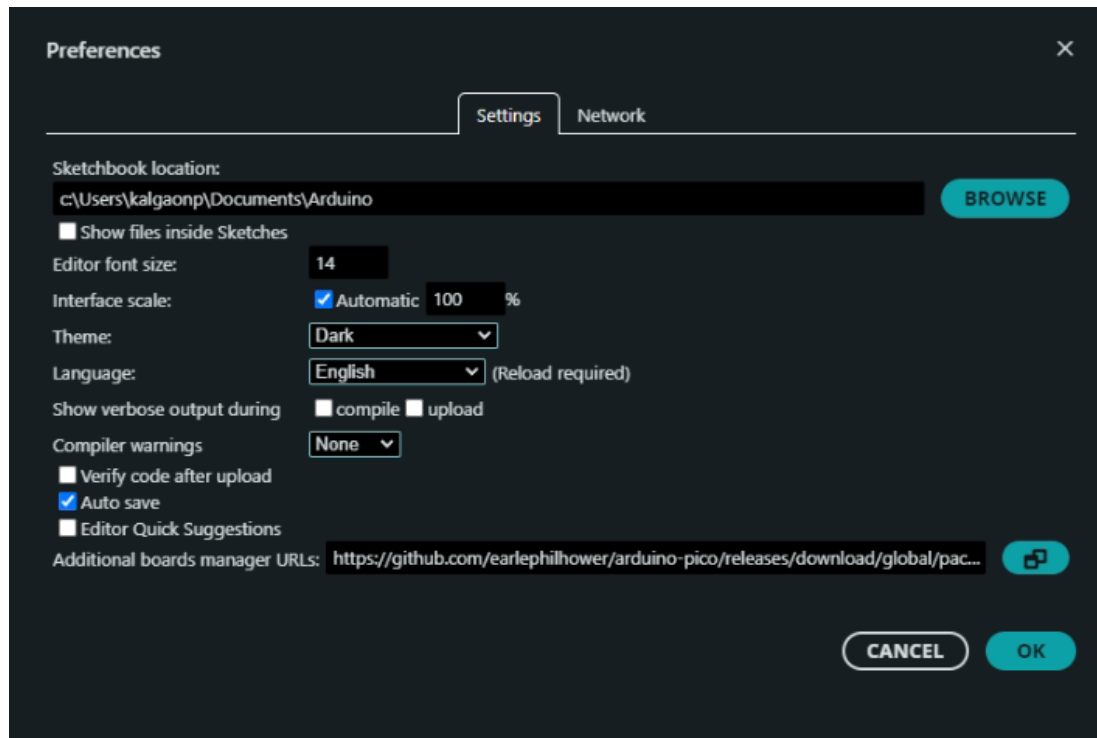 Preferences
Settings Network
Sketchbook location:
c:\Users\kalgaonp\Documents\Arduino BROWSE
Show files inside Sketches
Editor font size: 14
Interface scale: Automatic 100 %
Theme: Dark
Language: English (Reload required)
Show verbose output during compile upload
Compiler warnings None
Verify code after upload
Auto save
Editor Quick Suggestions
Additional boards manager URLs: https://github.com/earlephilhower/arduino-pico/releases/download/global/pac...
CANCEL OK